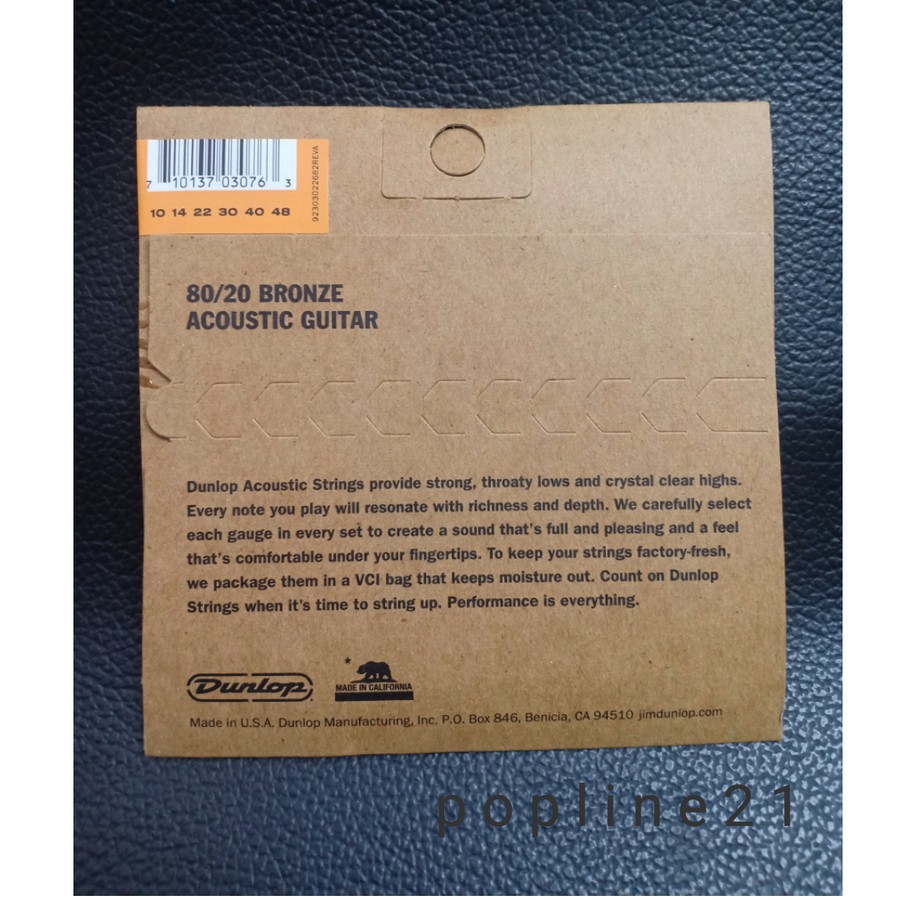 7 10137 03076 3
10 14 22 30 40 48
92303022682REVA
80/20 BRONZE
ACOUSTIC GUITAR
Dunlop Acoustic Strings provide strong, throaty lows and crystal clear highs.
Every note you play will resonate with richness and depth. We carefully select
each gauge in every set to create a sound that's full and pleasing and a feel
that's comfortable under your fingertips. To keep your strings factory-fresh,
we package them in a VCI bag that keeps moisture out. Count on Dunlop
Strings when it's time to string up. Performance is everything.
Dunlop
MADE IN CALIFORNIA
Made in U.S.A. Dunlop Manufacturing, Inc. P.O. Box 846, Benicia, CA 94510 jimdunlop.com
popline21